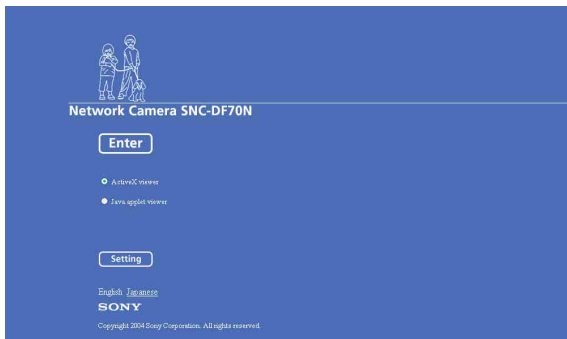 Network Camera SNC-DF70N
Enter
ActiveX viewer
Java applet viewer
Setting
English Japanese
SONY
Copyright 2004 Sony Corporation. All rights reserved.